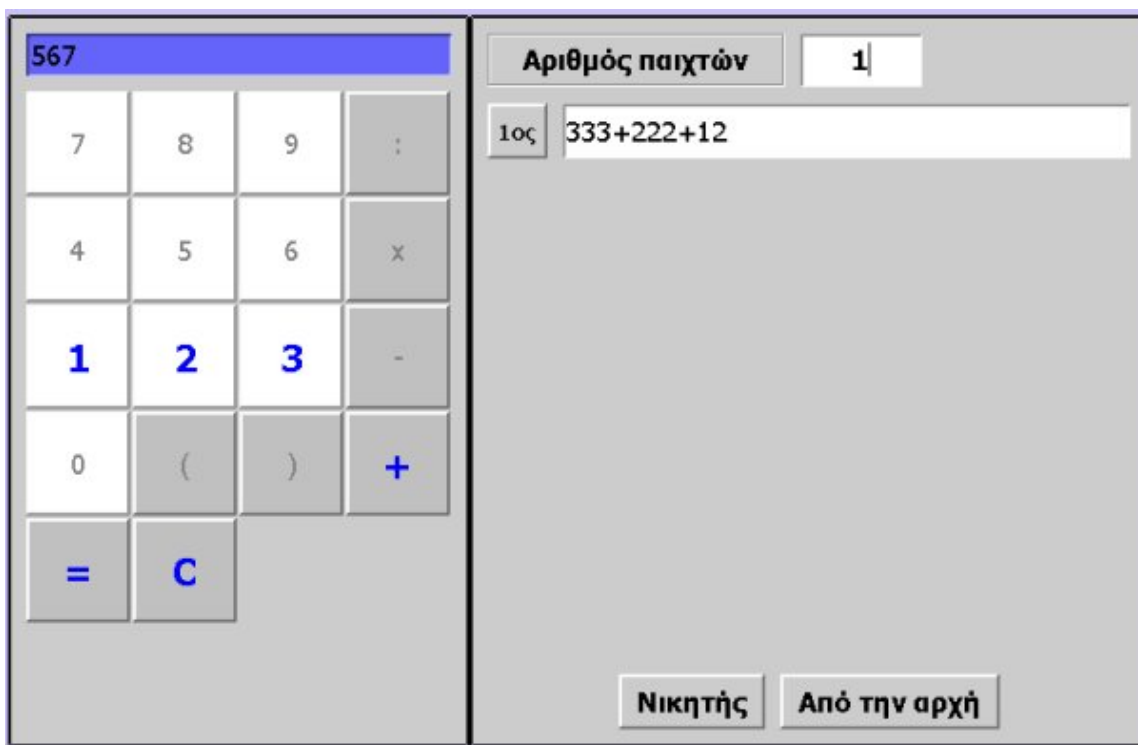 567
7 8 9 :
4 5 6 x
1 2 3 -
0 ( ) +
= C
Αριθμός παιχτών 1
1ος 333+222+12
Νικητής Από την αρχή